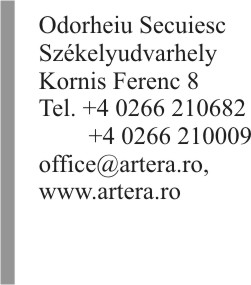 Odorheiu Secuiesc
Székelyudvarhely
Kornis Ferenc 8
Tel. +4 0266 210682
+4 0266 210009
office@artera.ro,
www.artera.ro